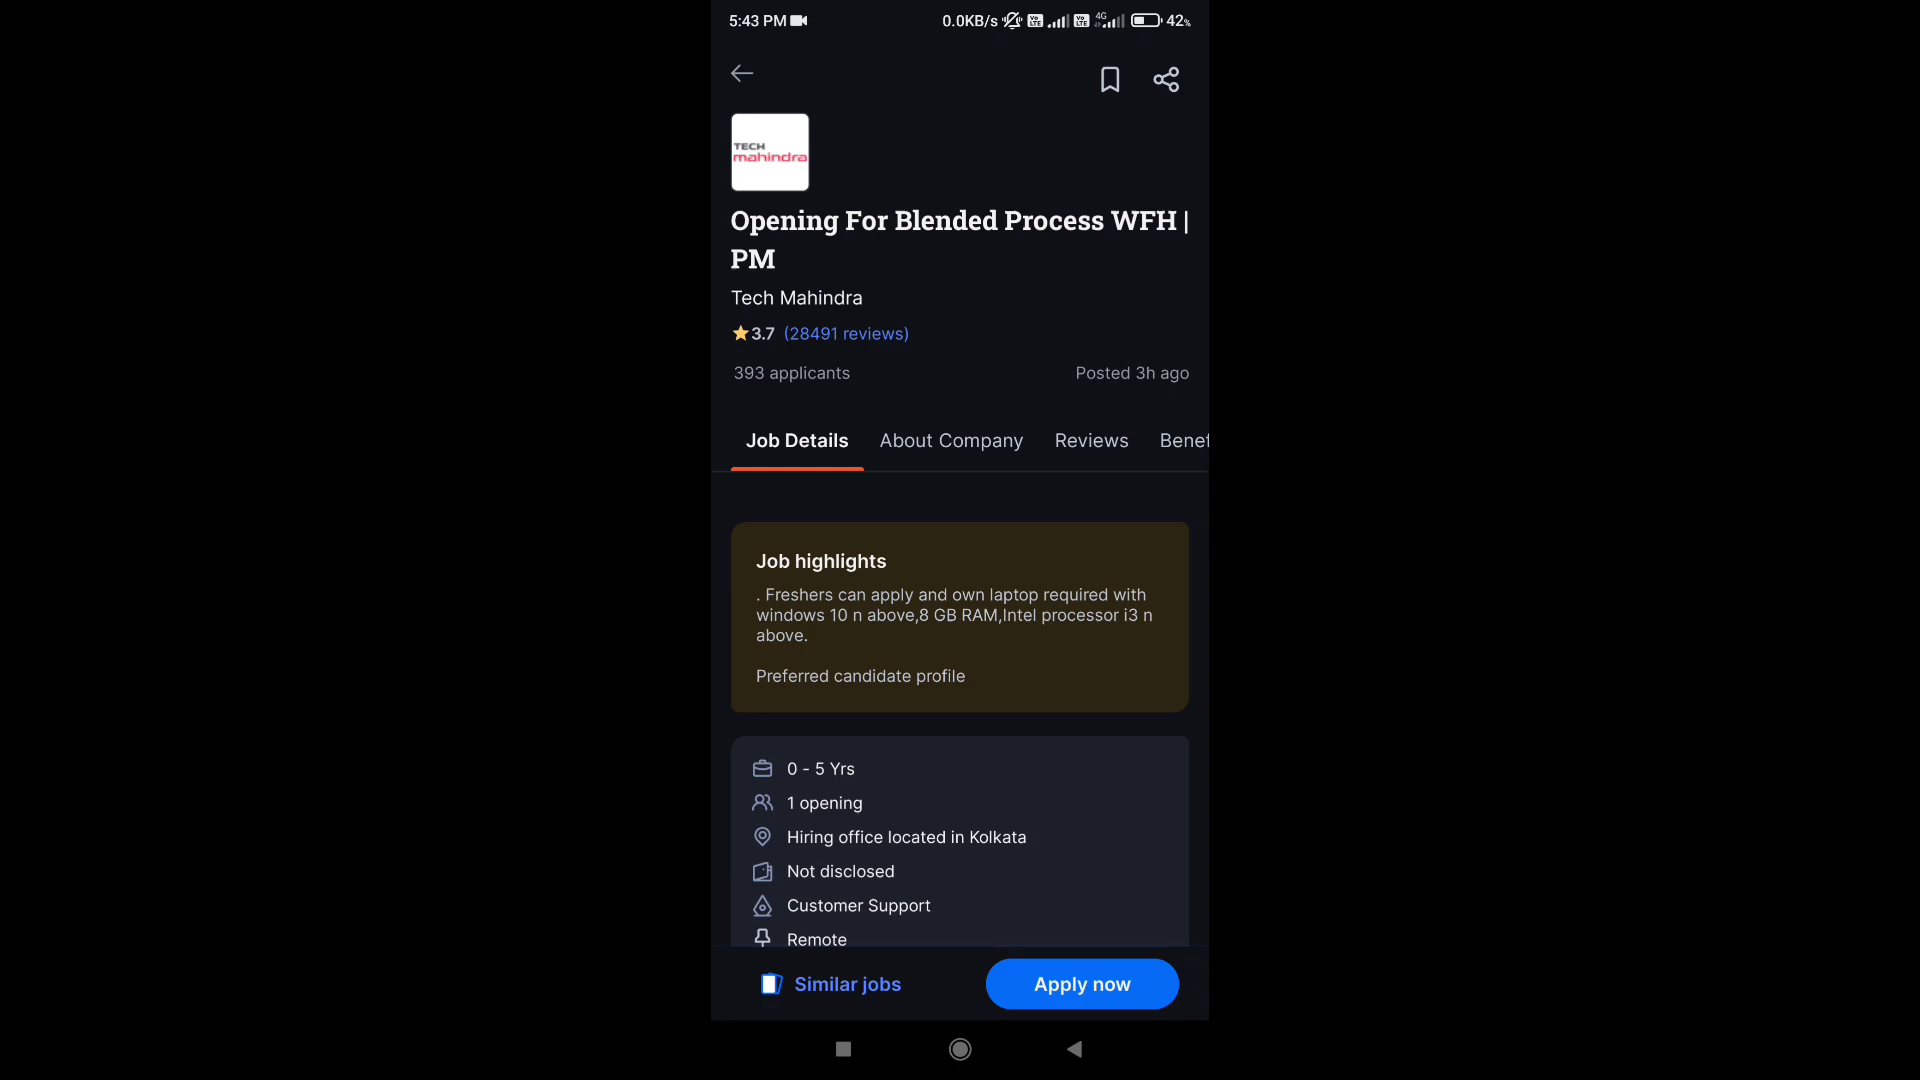 5:43 PM
0.0KB/s 4G 42%
TECH
mahindra
Opening For Blended Process WFH |
PM
Tech Mahindra
3.7 (28491 reviews)
393 applicants Posted 3h ago
Job Details About Company Reviews Benef
Job highlights
. Freshers can apply and own laptop required with
windows 10 n above,8 GB RAM,Intel processor i3 n
above.
Preferred candidate profile
0 - 5 Yrs
1 opening
Hiring office located in Kolkata
Not disclosed
Customer Support
Remote
Similar jobs Apply now